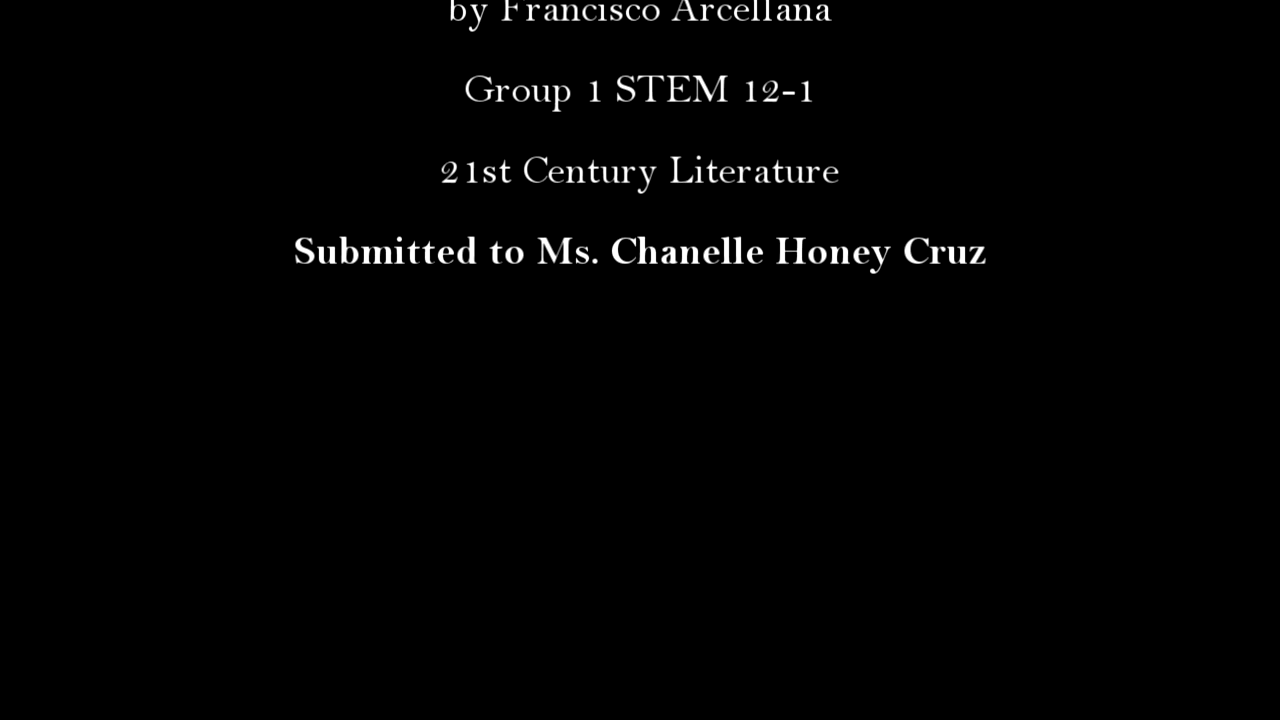 by Francisco Arcellana
Group 1 STEM 12-1
21st Century Literature
Submitted to Ms. Chanelle Honey Cruz